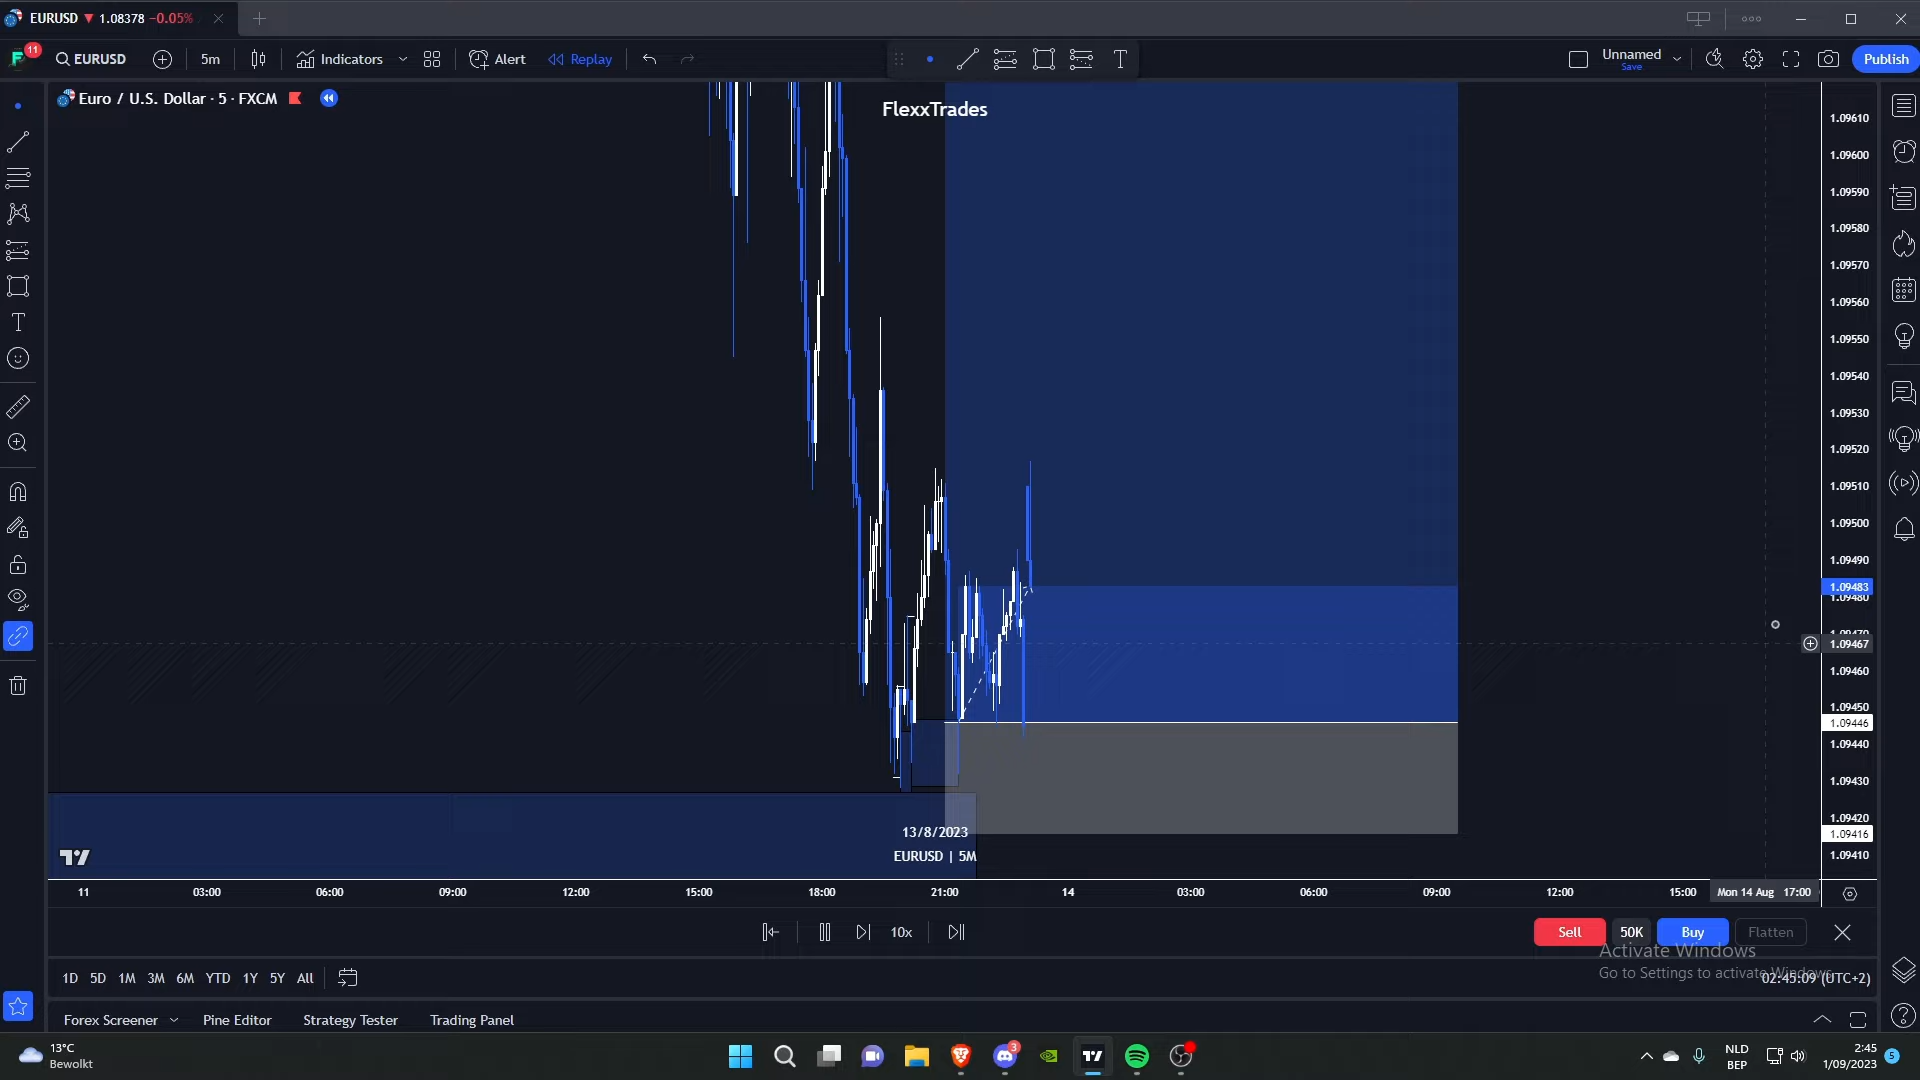 EURUSD ▼ 1.08378 −0.05%
11
EURUSD
5m
Indicators
Alert
Replay
Unnamed
Save
Publish
Euro / U.S. Dollar · 5 · FXCM
FlexxTrades
1.09610
1.09600
1.09590
1.09580
1.09570
1.09560
1.09550
1.09540
1.09530
1.09520
1.09510
1.09500
1.09490
1.09483
1.09480
1.09470
1.09467
1.09460
1.09450
1.09446
1.09440
1.09430
1.09420
1.09416
1.09410
13/8/2023
EURUSD | 5M
11 03:00 06:00 09:00 12:00 15:00 18:00 21:00 14 03:00 06:00 09:00 12:00 15:00 Mon 14 Aug 17:00
10x
Sell 50K Buy Flatten
Activate Windows
Go to Settings to activate Windows.
1D 5D 1M 3M 6M YTD 1Y 5Y All
02:45:09 (UTC+2)
Forex Screener Pine Editor Strategy Tester Trading Panel
13°C
Bewolkt
3
NLD
BEP
2:45
1/09/2023
5